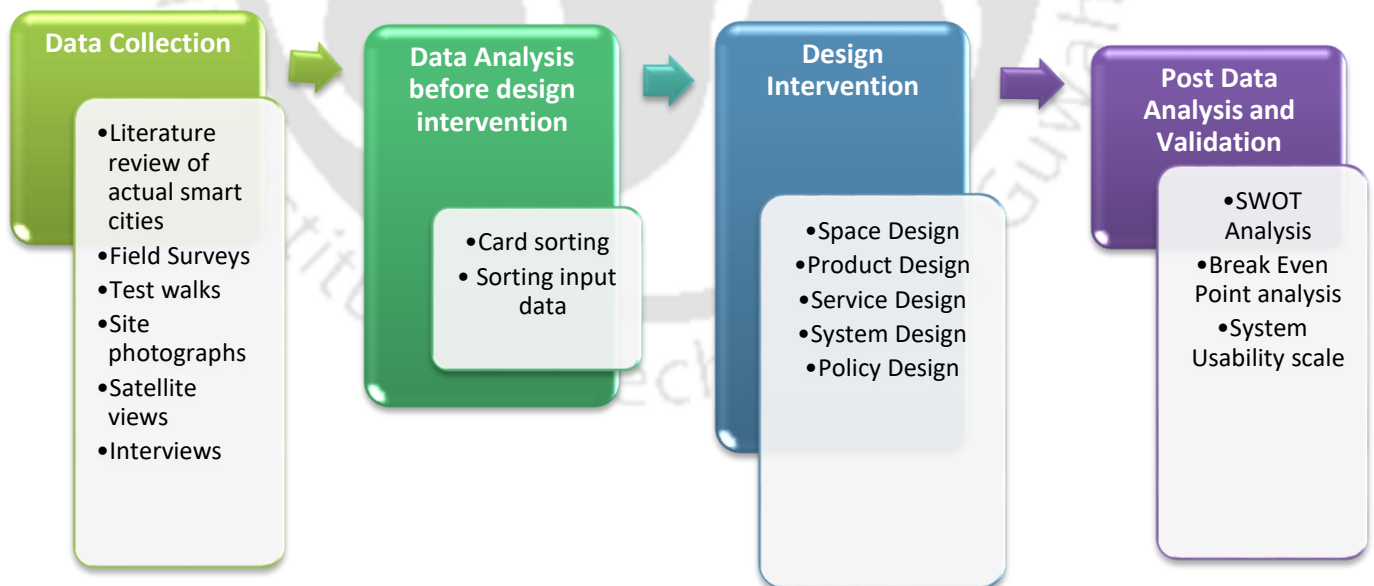 Data Collection
•Literature
review of
actual smart
cities
•Field Surveys
•Test walks
•Site
photographs
•Satellite
views
•Interviews
Data Analysis
before design
intervention
•Card sorting
• Sorting input
data
Design
Intervention
•Space Design
•Product Design
•Service Design
•System Design
•Policy Design
Post Data
Analysis and
Validation
•SWOT
Analysis
•Break Even
Point analysis
•System
Usability scale